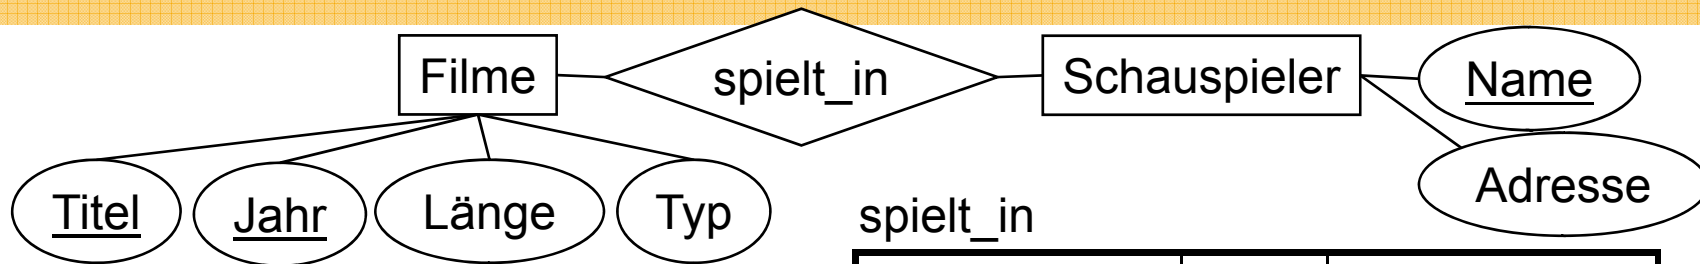 Filme spielt_in Schauspieler Name
Titel Jahr Länge Typ Adresse
spielt_in